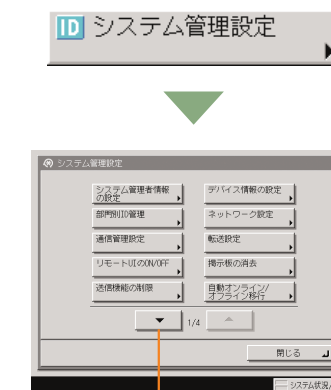 ID システム管理設定
システム管理設定
システム管理者情報の設定
デバイス情報の設定
部門別ID管理
ネットワーク設定
通信管理設定
転送設定
リモートUIのON/OFF
掲示板の消去
送信機能の制限
自動オンライン/
オフライン移行
1/4
閉じる
システム状況/